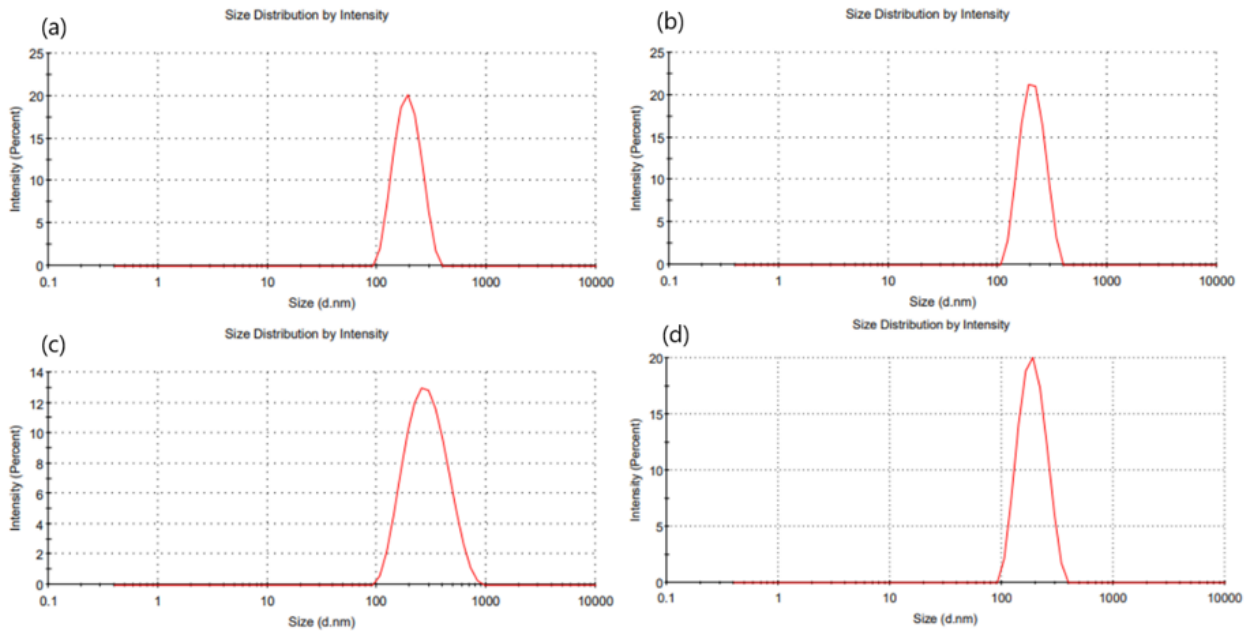 (a)
Size Distribution by Intensity
25
20
15
10
5
0
Intensity (Percent)
0.1 1 10 100 1000 10000
Size (d.nm)
(b)
Size Distribution by Intensity
25
20
15
10
5
0
Intensity (Percent)
0.1 1 10 100 1000 10000
Size (d.nm)
(c)
Size Distribution by Intensity
14
12
10
8
6
4
2
0
Intensity (Percent)
0.1 1 10 100 1000 10000
Size (d.nm)
(d)
Size Distribution by Intensity
20
15
10
5
0
Intensity (Percent)
0.1 1 10 100 1000 10000
Size (d.nm)